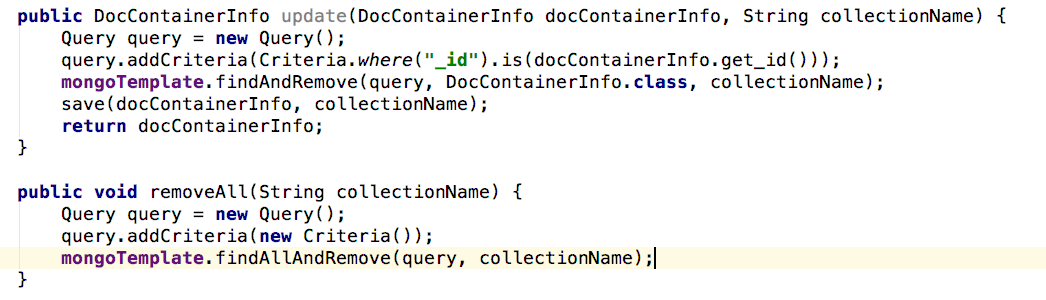 public DocContainerInfo update(DocContainerInfo docContainerInfo, String collectionName) {
    Query query = new Query();
    query.addCriteria(Criteria.where("_id").is(docContainerInfo.get_id()));
    mongoTemplate.findAndRemove(query, DocContainerInfo.class, collectionName);
    save(docContainerInfo, collectionName);
    return docContainerInfo;
}

public void removeAll(String collectionName) {
    Query query = new Query();
    query.addCriteria(new Criteria());
    mongoTemplate.findAllAndRemove(query, collectionName);
}